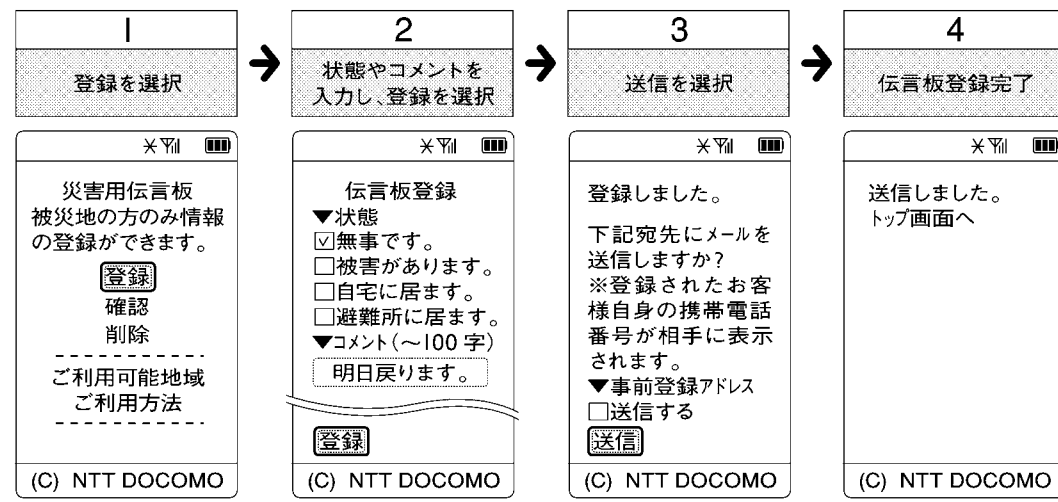 1
登録を選択
災害用伝言板
被災地の方のみ情報
の登録ができます。
登録
確認
削除
ご利用可能地域
ご利用方法
(C) NTT DOCOMO
2
状態やコメントを
入力し、登録を選択
伝言板登録
▼状態
☑無事です。
□被害があります。
□自宅に居ます。
□避難所に居ます。
▼コメント(〜100字)
明日戻ります。
登録
(C) NTT DOCOMO
3
送信を選択
登録しました。
下記宛先にメールを
送信しますか?
※登録されたお客
様自身の携帯電話
番号が相手に表示
されます。
▼事前登録アドレス
□送信する
送信
(C) NTT DOCOMO
4
伝言板登録完了
送信しました。
トップ画面へ
(C) NTT DOCOMO